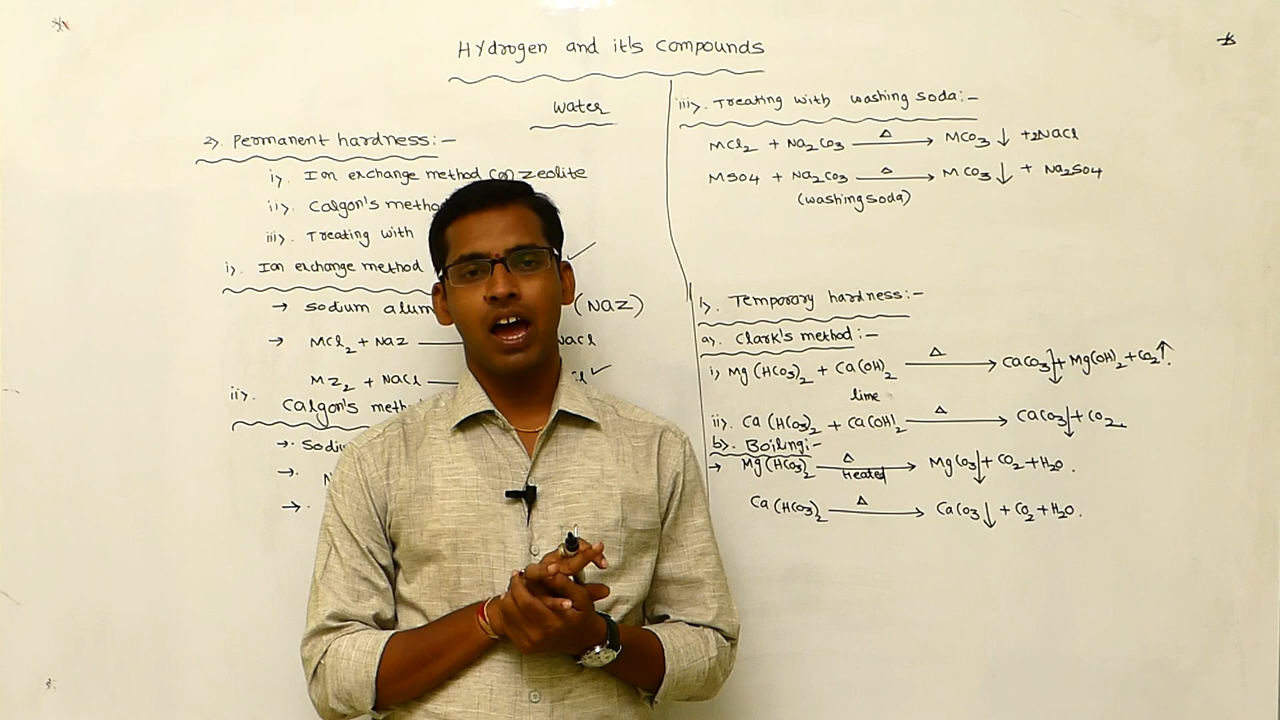 Hydrogen and it's compounds
water
2). Permanent hardness:-
i). Ion exchange method (or) zeolite
ii). Calgon's metho
iii). Treating with
i). Ion exchange method
→ sodium alum (NaZ)
→ MCl₂ + NaZ — NaCl
MZ₂ + NaCl —
ii). Calgon's meth
→. Sodiu
→. N
→.
iii). Treating with washing soda:-
MCl₂ + Na₂CO₃ —Δ→ MCO₃↓ + 2NaCl
MSO4 + Na₂CO₃ —Δ→ MCO₃↓ + Na₂SO4
(washing soda)
1). Temporary hardness:-
a). Clark's method:-
i) Mg(HCO₃)₂ + Ca(OH)₂ —Δ→ CaCO₃↓ + Mg(OH)₂ + CO₂↑.
lime
ii). Ca(HCO₃)₂ + Ca(OH)₂ —Δ→ CaCO₃↓ + CO₂
b). Boiling:-
→ Mg(HCO₃)₂ —Δ→ MgCO₃↓ + CO₂ + H₂O.
Heated
Ca(HCO₃)₂ —Δ→ CaCO₃↓ + CO₂ + H₂O.